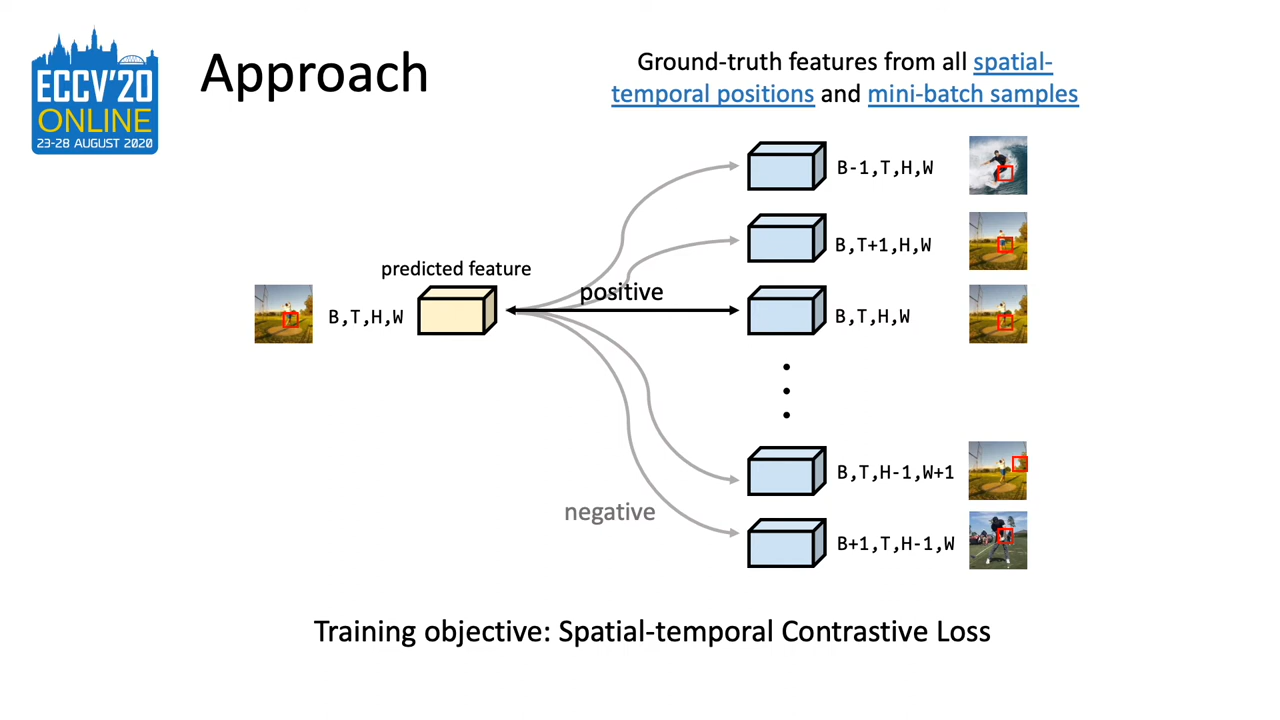 ECCV'20
ONLINE
23-28 AUGUST 2020
Approach
Ground-truth features from all spatial-
temporal positions and mini-batch samples
B-1,T,H,W
B,T+1,H,W
predicted feature
positive
B,T,H,W
B,T,H,W
B,T,H-1,W+1
negative
B+1,T,H-1,W
Training objective: Spatial-temporal Contrastive Loss